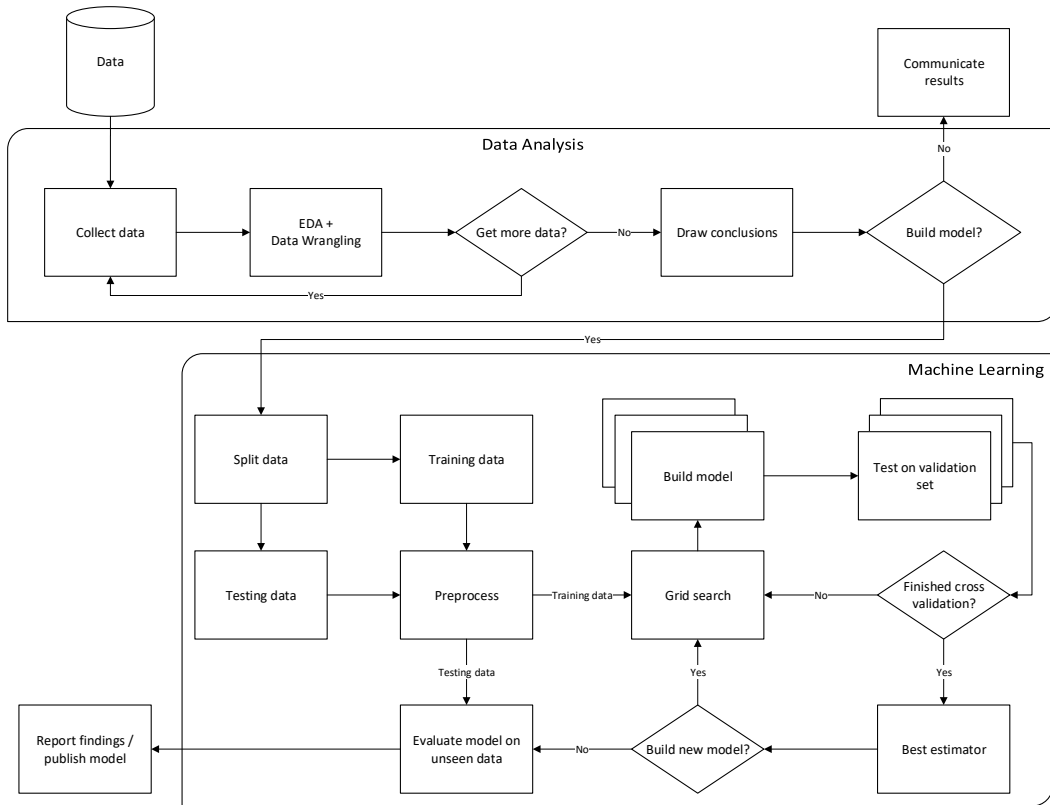 Data
Communicate
results
Data Analysis
No
Collect data
EDA +
Data Wrangling
Get more data?
No
Draw conclusions
Build model?
Yes
Yes
Machine Learning
Split data
Training data
Build model
Test on validation
set
Testing data
Preprocess
Training data
Grid search
No
Finished cross
validation?
Testing data
Yes
Yes
Report findings /
publish model
Evaluate model on
unseen data
No
Build new model?
Best estimator